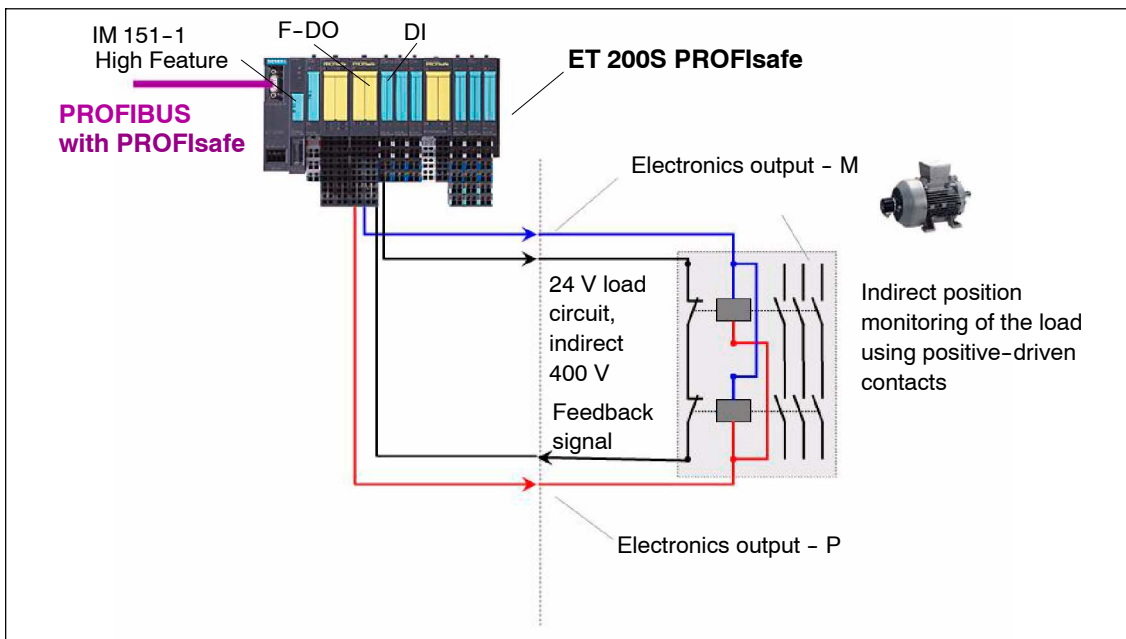 IM 151-1
High Feature
F-DO
DI
ET 200S PROFIsafe
PROFIBUS
with PROFIsafe
Electronics output - M
24 V load
circuit,
indirect
400 V
Feedback
signal
Indirect position
monitoring of the load
using positive-driven
contacts
Electronics output - P